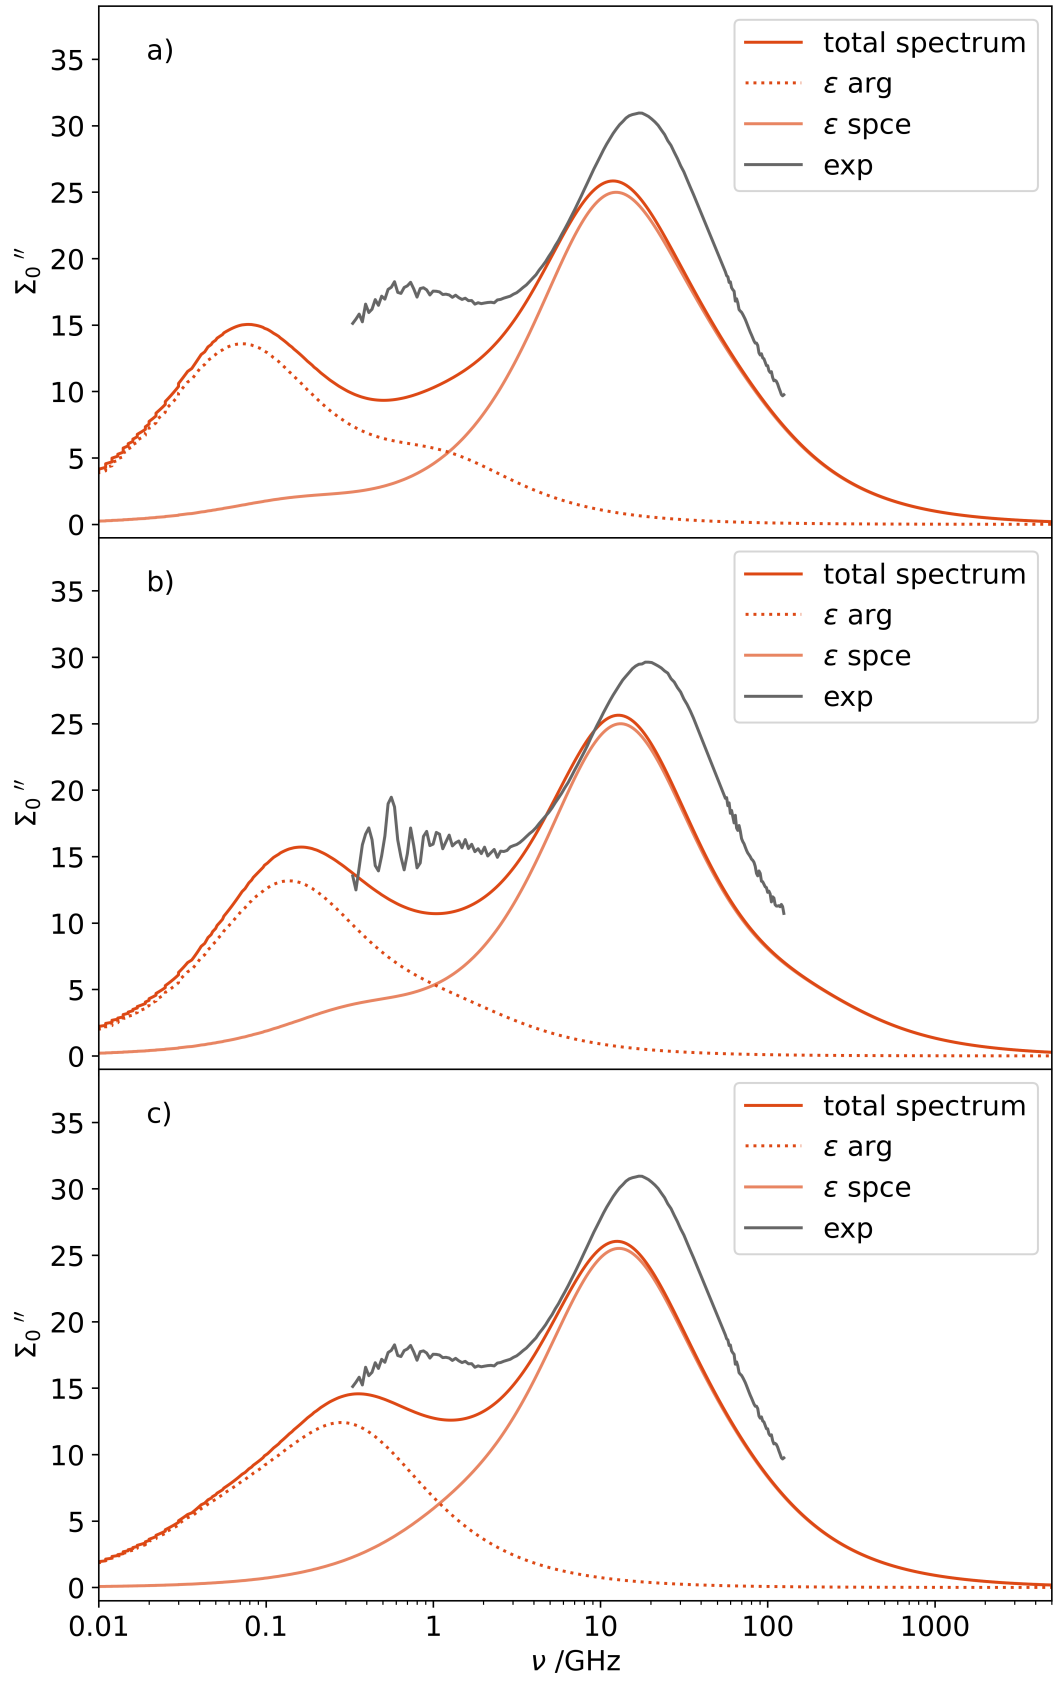 a)
total spectrum
ε arg
ε spce
exp
35
30
25
20
15
10
5
0
Σ₀″
b)
total spectrum
ε arg
ε spce
exp
35
30
25
20
15
10
5
0
Σ₀″
c)
total spectrum
ε arg
ε spce
exp
35
30
25
20
15
10
5
0
Σ₀″
0.01 0.1 1 10 100 1000
ν /GHz